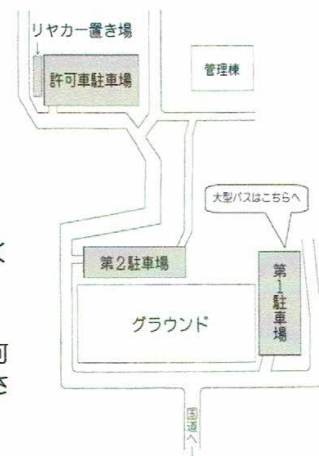 リヤカー置き場
許可車駐車場
管理棟
大型バスはこちらへ
第2駐車場
第1駐車場
グラウンド
国道へ